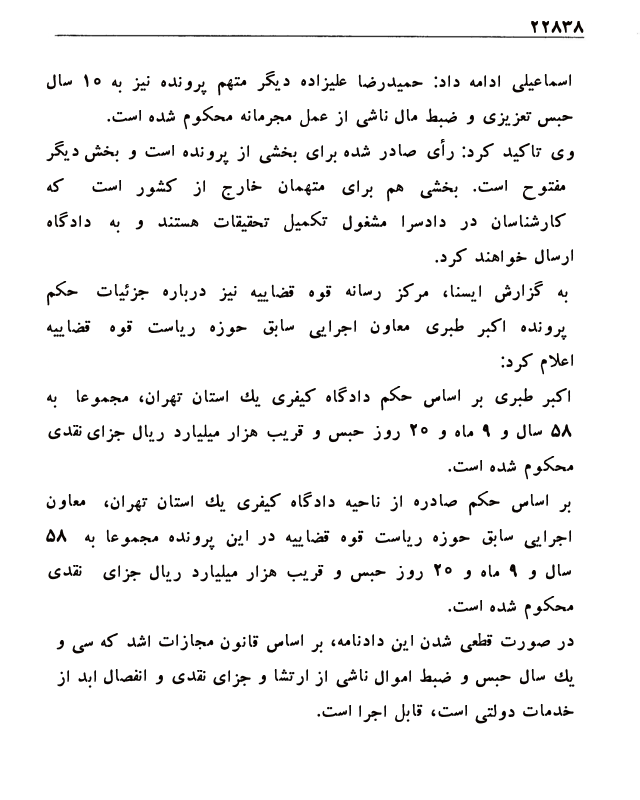 ۲۲۸۳۸
اسماعیلی ادامه داد: حمیدرضا علیزاده دیگر متهم پرونده نیز به ۱۰ سال
حبس تعزیزی و ضبط مال ناشی از عمل مجرمانه محکوم شده است.
وی تاکید کرد: رأی صادر شده برای بخشی از پرونده است و بخش دیگر
مفتوح است. بخشی هم برای متهمان خارج از کشور است که
کارشناسان در دادسرا مشغول تکمیل تحقیقات هستند و به دادگاه
ارسال خواهند کرد.
به گزارش ایسنا، مرکز رسانه قوه قضاییه نیز درباره جزئیات حکم
پرونده اکبر طبری معاون اجرایی سابق حوزه ریاست قوه قضاییه
اعلام کرد:
اکبر طبری بر اساس حکم دادگاه کیفری یك استان تهران، مجموعا به
۵۸ سال و ۹ ماه و ۲۰ روز حبس و قریب هزار میلیارد ریال جزای نقدی
محکوم شده است.
بر اساس حکم صادره از ناحیه دادگاه کیفری یك استان تهران، معاون
اجرایی سابق حوزه ریاست قوه قضاییه در این پرونده مجموعا به ۵۸
سال و ۹ ماه و ۲۰ روز حبس و قریب هزار میلیارد ریال جزای نقدی
محکوم شده است.
در صورت قطعی شدن این دادنامه، بر اساس قانون مجازات اشد که سی و
یك سال حبس و ضبط اموال ناشی از ارتشا و جزای نقدی و انفصال ابد از
خدمات دولتی است، قابل اجرا است.